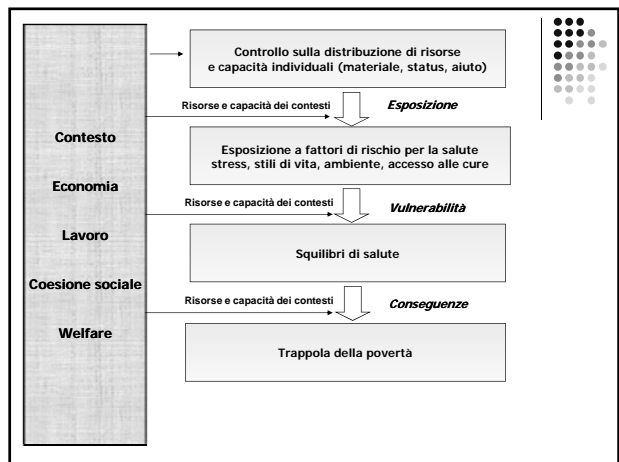 Contesto
Economia
Lavoro
Coesione sociale
Welfare
Controllo sulla distribuzione di risorse
e capacità individuali (materiale, status, aiuto)
Risorse e capacità dei contesti
Esposizione
Esposizione a fattori di rischio per la salute
stress, stili di vita, ambiente, accesso alle cure
Risorse e capacità dei contesti
Vulnerabilità
Squilibri di salute
Risorse e capacità dei contesti
Conseguenze
Trappola della povertà